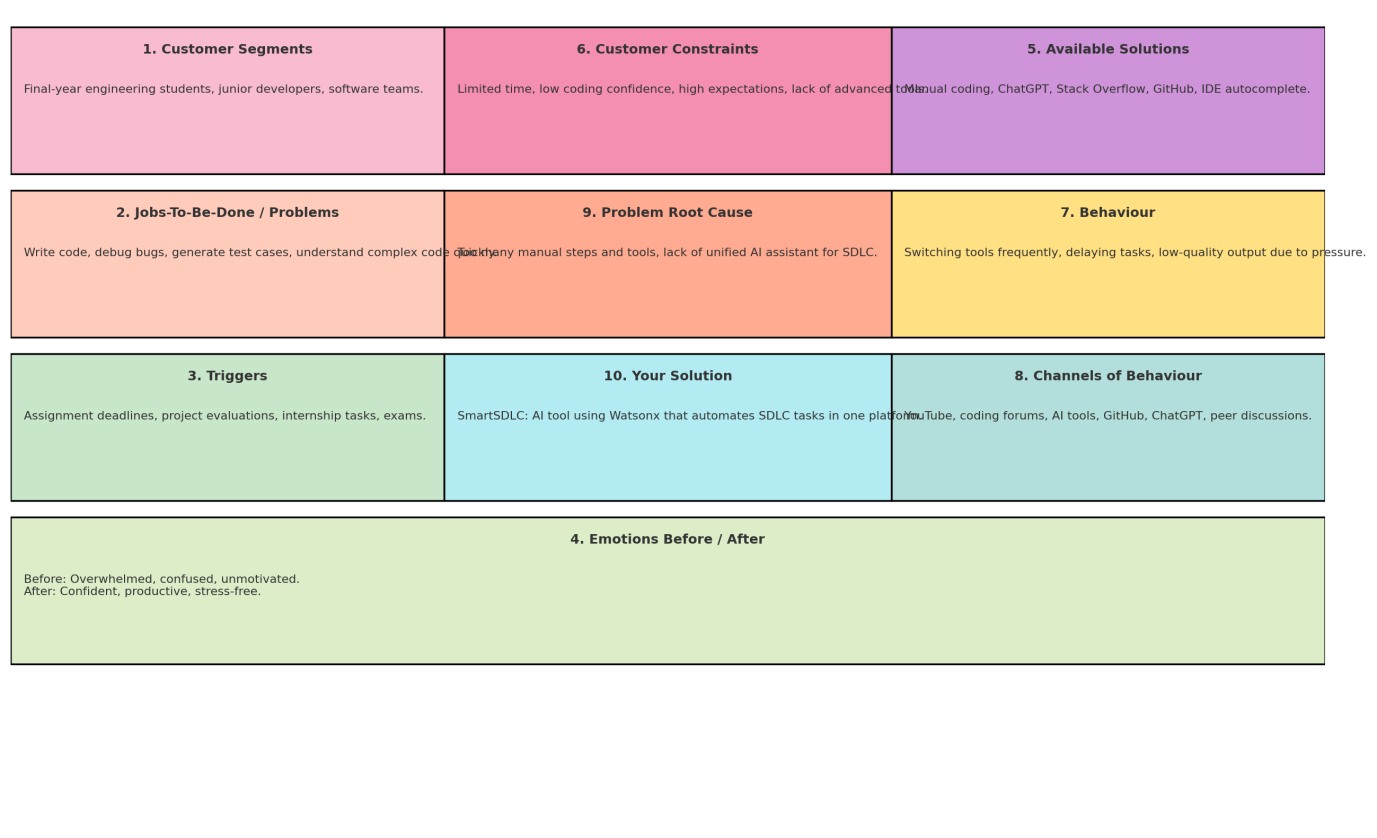 1. Customer Segments
Final-year engineering students, junior developers, software teams.
6. Customer Constraints
Limited time, low coding confidence, high expectations, lack of advanced tools.
5. Available Solutions
Manual coding, ChatGPT, Stack Overflow, GitHub, IDE autocomplete.
2. Jobs-To-Be-Done / Problems
Write code, debug bugs, generate test cases, understand complex code quickly.
9. Problem Root Cause
Too many manual steps and tools, lack of unified AI assistant for SDLC.
7. Behaviour
Switching tools frequently, delaying tasks, low-quality output due to pressure.
3. Triggers
Assignment deadlines, project evaluations, internship tasks, exams.
10. Your Solution
SmartSDLC: AI tool using Watsonx that automates SDLC tasks in one platform.
8. Channels of Behaviour
YouTube, coding forums, AI tools, GitHub, ChatGPT, peer discussions.
4. Emotions Before / After
Before: Overwhelmed, confused, unmotivated.
After: Confident, productive, stress-free.